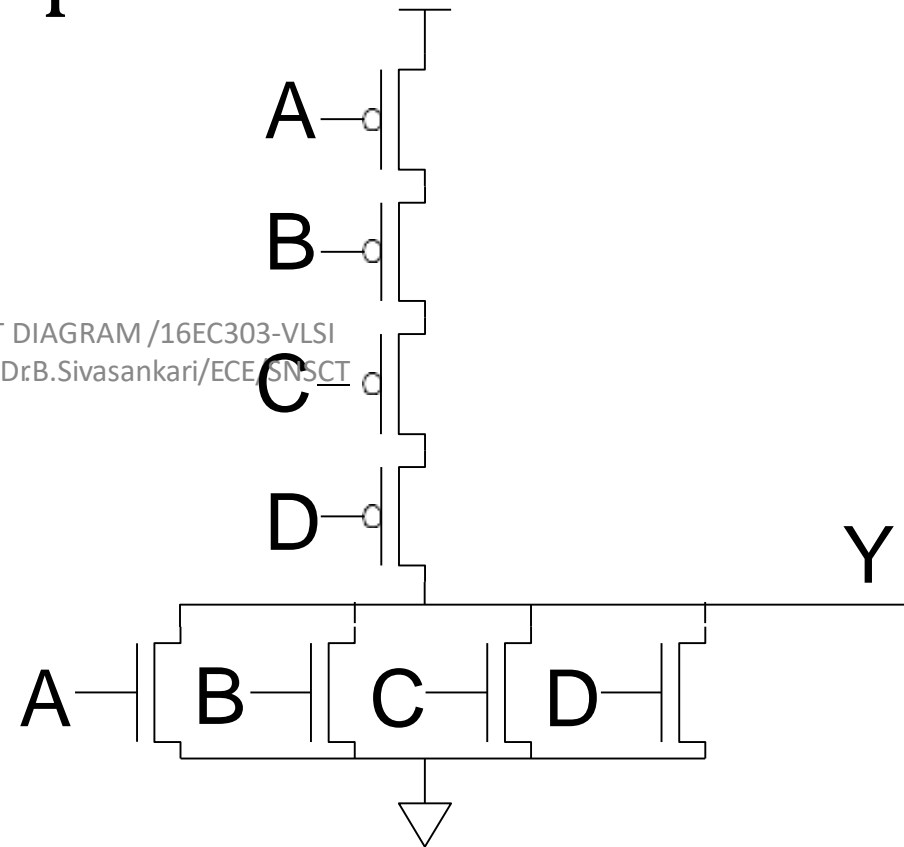 A
B
T DIAGRAM /16EC303-VLSI
Dr.B.Sivasankari/ECE/SNSCT
C
D
Y
A B C D